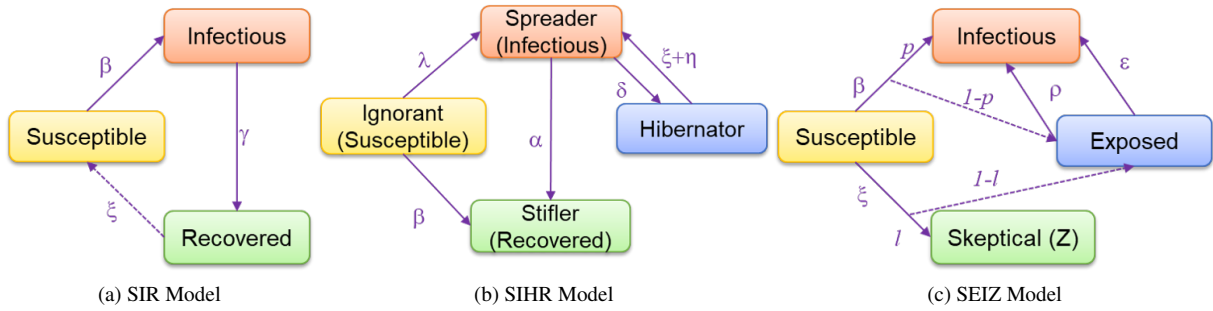 Infectious
β
γ
Susceptible
ξ
Recovered
(a) SIR Model
Spreader
(Infectious)
λ
ξ+η
δ
Ignorant
(Susceptible)
Hibernator
α
β
Stifler
(Recovered)
(b) SIHR Model
Infectious
p
ε
β
1-p
ρ
Susceptible
Exposed
ξ
1-l
l
Skeptical (Z)
(c) SEIZ Model